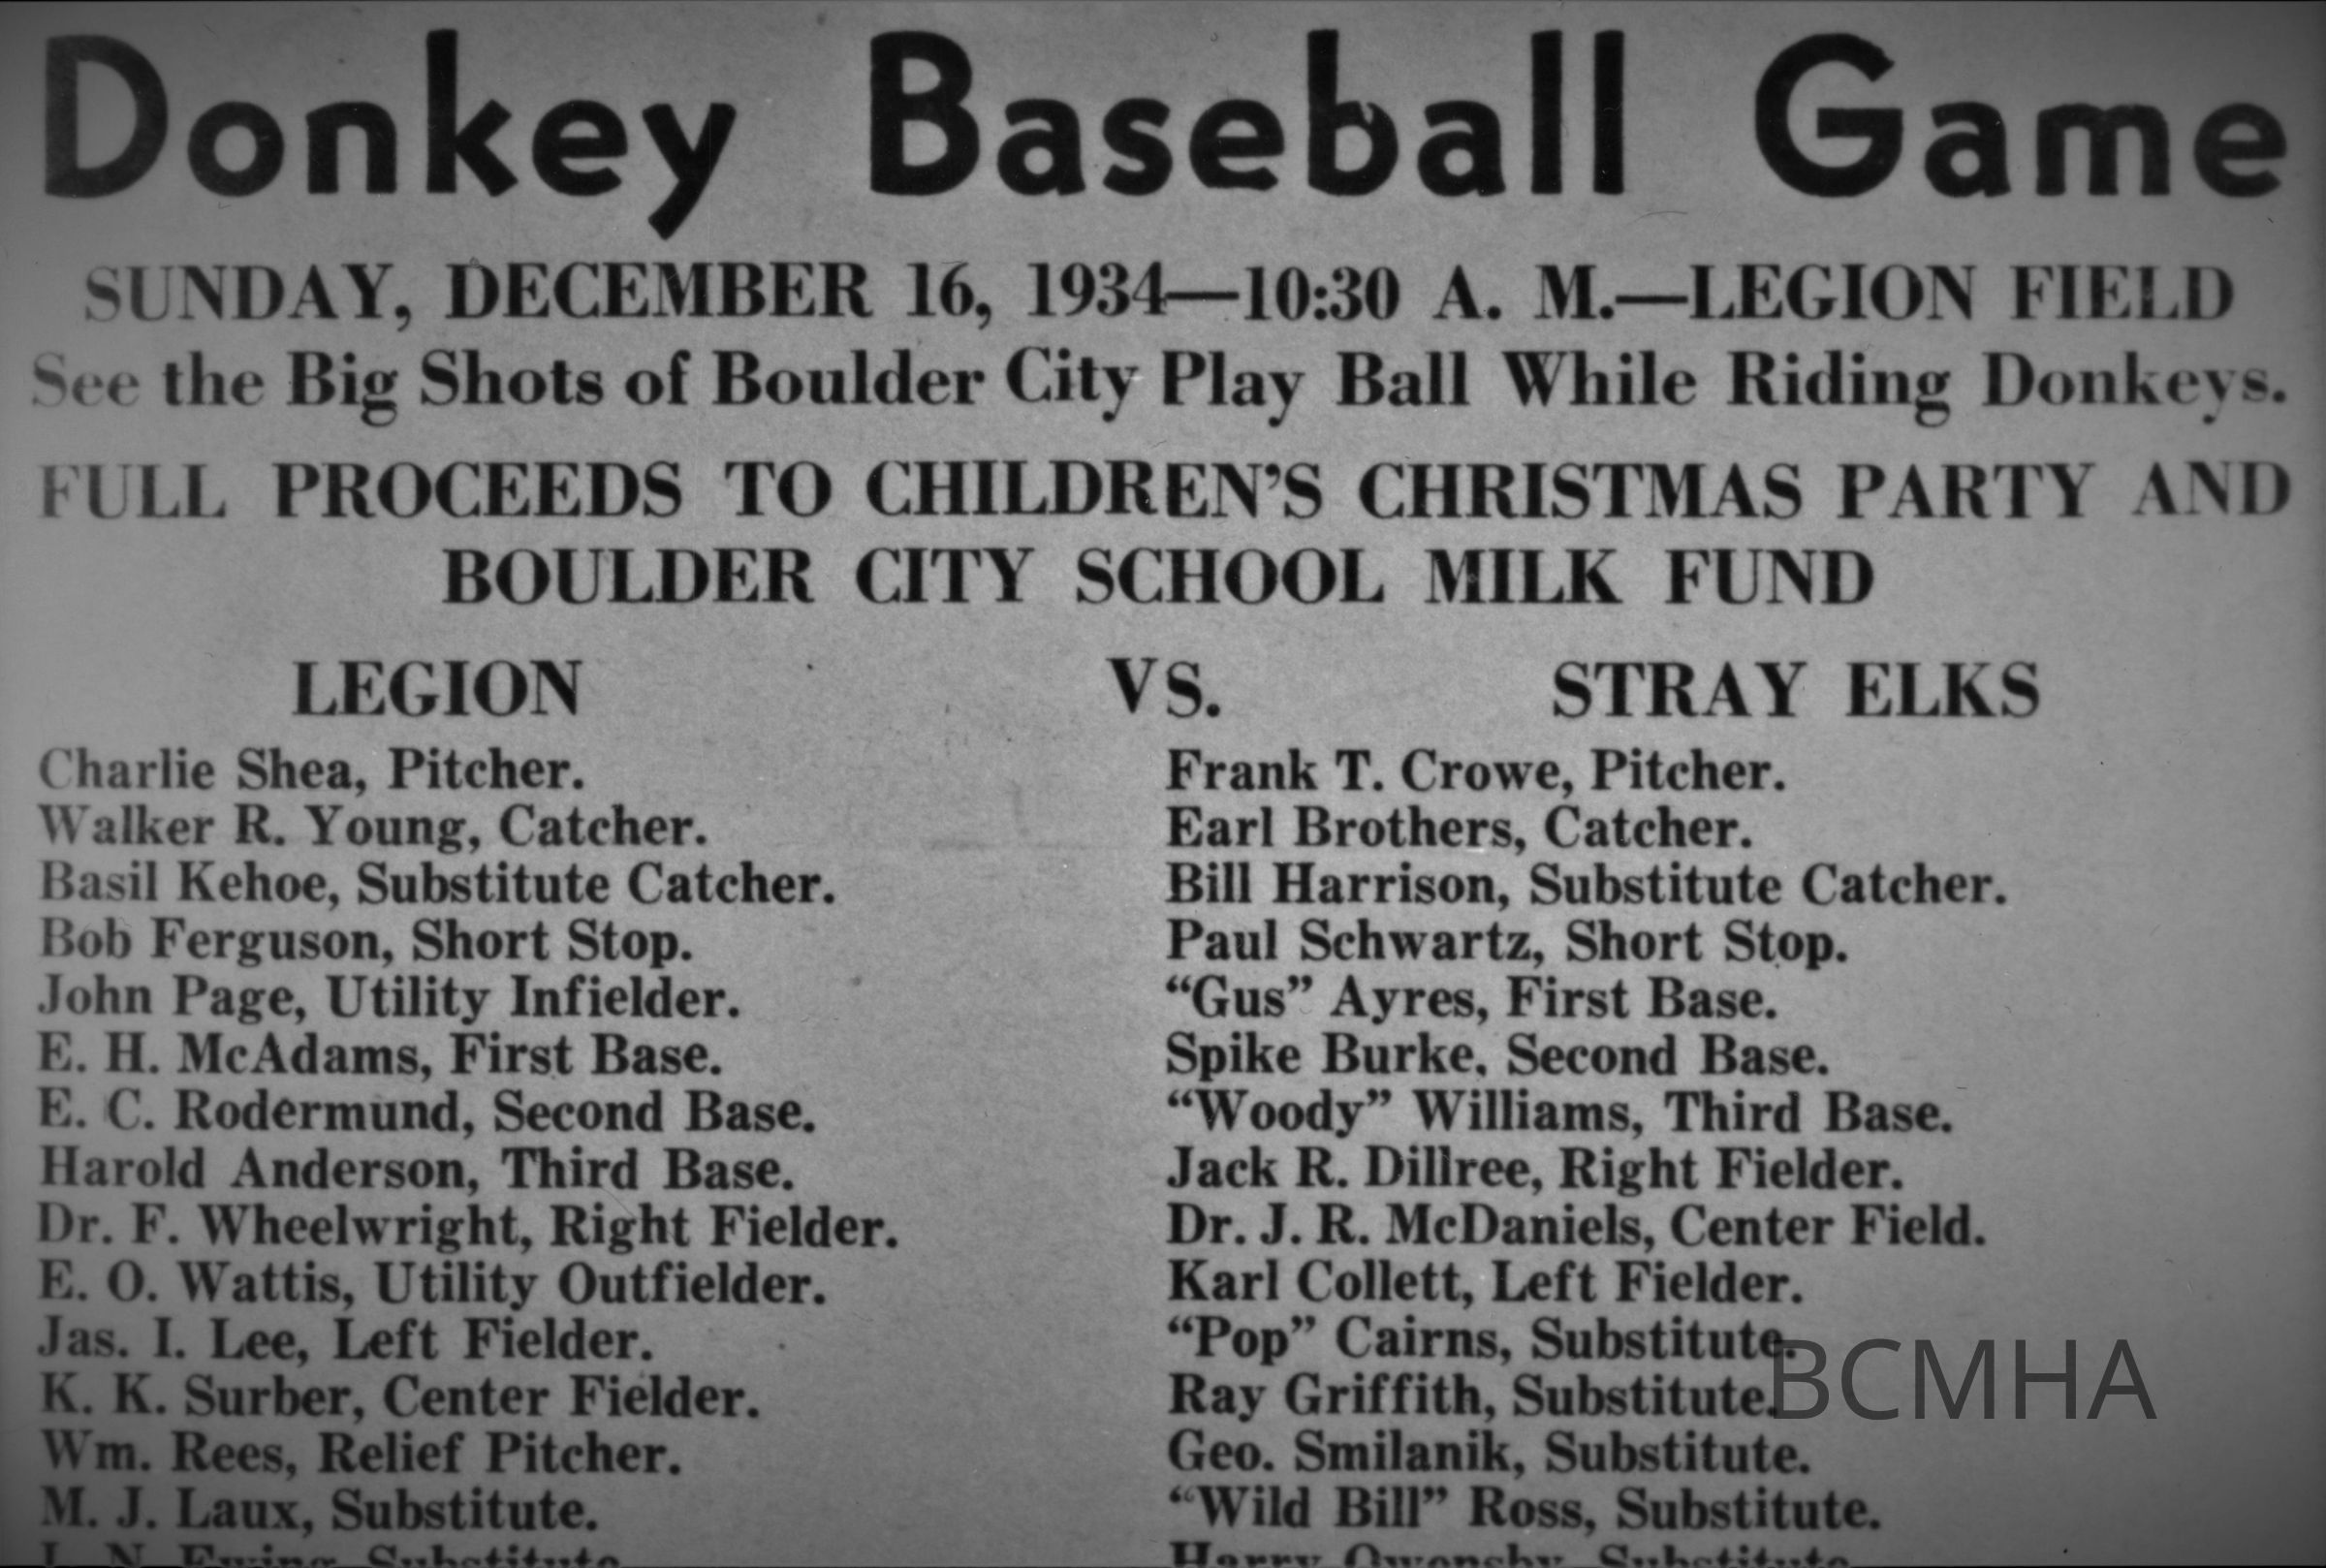 Donkey Baseball Game
SUNDAY, DECEMBER 16, 1934—10:30 A. M.—LEGION FIELD
See the Big Shots of Boulder City Play Ball While Riding Donkeys.
FULL PROCEEDS TO CHILDREN'S CHRISTMAS PARTY AND
BOULDER CITY SCHOOL MILK FUND
LEGION VS. STRAY ELKS
Charlie Shea, Pitcher.
Walker R. Young, Catcher.
Basil Kehoe, Substitute Catcher.
Bob Ferguson, Short Stop.
John Page, Utility Infielder.
E. H. McAdams, First Base.
E. C. Rodermund, Second Base.
Harold Anderson, Third Base.
Dr. F. Wheelwright, Right Fielder.
E. O. Wattis, Utility Outfielder.
Jas. I. Lee, Left Fielder.
K. K. Surber, Center Fielder.
Wm. Rees, Relief Pitcher.
M. J. Laux, Substitute.
Ewing, Substitute
Frank T. Crowe, Pitcher.
Earl Brothers, Catcher.
Bill Harrison, Substitute Catcher.
Paul Schwartz, Short Stop.
“Gus” Ayres, First Base.
Spike Burke, Second Base.
“Woody” Williams, Third Base.
Jack R. Dillree, Right Fielder.
Dr. J. R. McDaniels, Center Field.
Karl Collett, Left Fielder.
“Pop” Cairns, Substitute.
Ray Griffith, Substitute.
Geo. Smilanik, Substitute.
“Wild Bill” Ross, Substitute.
Harry Owensby, Substitute
BCMHA